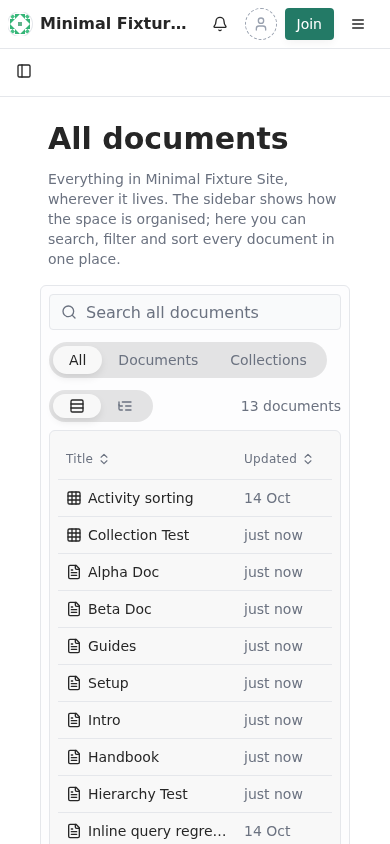 Minimal Fixtur...
Join
All documents
Everything in Minimal Fixture Site,
wherever it lives. The sidebar shows how
the space is organised; here you can
search, filter and sort every document in
one place.
Search all documents
All Documents Collections
13 documents
Title Updated
Activity sorting 14 Oct
Collection Test just now
Alpha Doc just now
Beta Doc just now
Guides just now
Setup just now
Intro just now
Handbook just now
Hierarchy Test just now
Inline query regre... 14 Oct